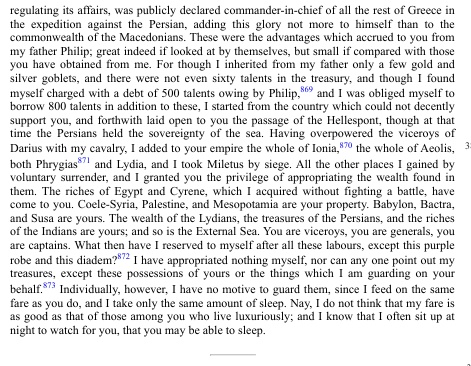 regulating its affairs, was publicly declared commander-in-chief of all the rest of Greece in
the expedition against the Persian, adding this glory not more to himself than to the
commonwealth of the Macedonians. These were the advantages which accrued to you from
my father Philip; great indeed if looked at by themselves, but small if compared with those
you have obtained from me. For though I inherited from my father only a few gold and
silver goblets, and there were not even sixty talents in the treasury, and though I found
myself charged with a debt of 500 talents owing by Philip,869 and I was obliged myself to
borrow 800 talents in addition to these, I started from the country which could not decently
support you, and forthwith laid open to you the passage of the Hellespont, though at that
time the Persians held the sovereignty of the sea. Having overpowered the viceroys of
Darius with my cavalry, I added to your empire the whole of Ionia,870 the whole of Aeolis,
both Phrygias871 and Lydia, and I took Miletus by siege. All the other places I gained by
voluntary surrender, and I granted you the privilege of appropriating the wealth found in
them. The riches of Egypt and Cyrene, which I acquired without fighting a battle, have
come to you. Coele-Syria, Palestine, and Mesopotamia are your property. Babylon, Bactra,
and Susa are yours. The wealth of the Lydians, the treasures of the Persians, and the riches
of the Indians are yours; and so is the External Sea. You are viceroys, you are generals, you
are captains. What then have I reserved to myself after all these labours, except this purple
robe and this diadem?872 I have appropriated nothing myself, nor can any one point out my
treasures, except these possessions of yours or the things which I am guarding on your
behalf.873 Individually, however, I have no motive to guard them, since I feed on the same
fare as you do, and I take only the same amount of sleep. Nay, I do not think that my fare is
as good as that of those among you who live luxuriously; and I know that I often sit up at
night to watch for you, that you may be able to sleep.